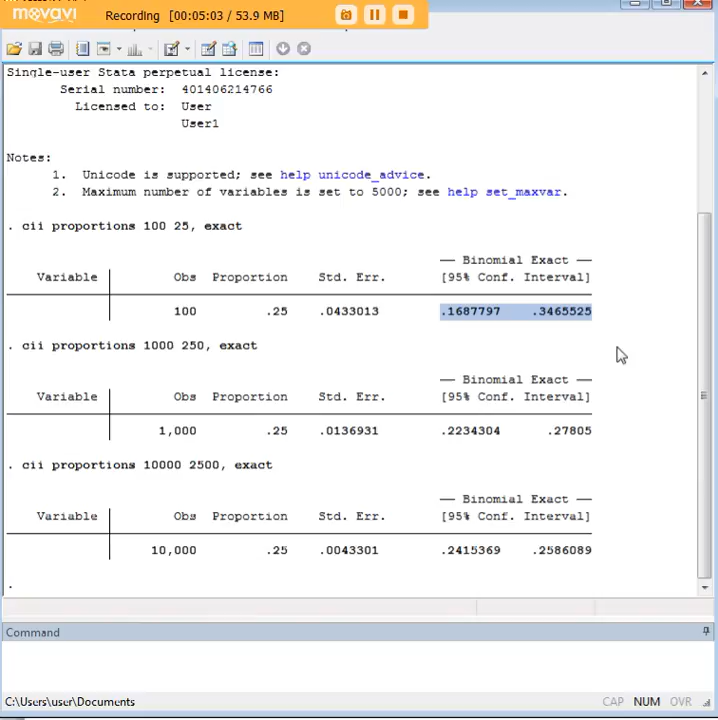 movavi Recording [00:05:03 / 53.9 MB]
Single-user Stata perpetual license:
Serial number: 401406214766
Licensed to: User
User1
Notes:
1. Unicode is supported; see help unicode_advice.
2. Maximum number of variables is set to 5000; see help set_maxvar.
. cii proportions 100 25, exact
— Binomial Exact —
Variable Obs Proportion Std. Err. [95% Conf. Interval]
100 .25 .0433013 .1687797 .3465525
. cii proportions 1000 250, exact
— Binomial Exact —
Variable Obs Proportion Std. Err. [95% Conf. Interval]
1,000 .25 .0136931 .2234304 .27805
. cii proportions 10000 2500, exact
— Binomial Exact —
Variable Obs Proportion Std. Err. [95% Conf. Interval]
10,000 .25 .0043301 .2415369 .2586089
.
Command
C:\Users\user\Documents CAP NUM OVR